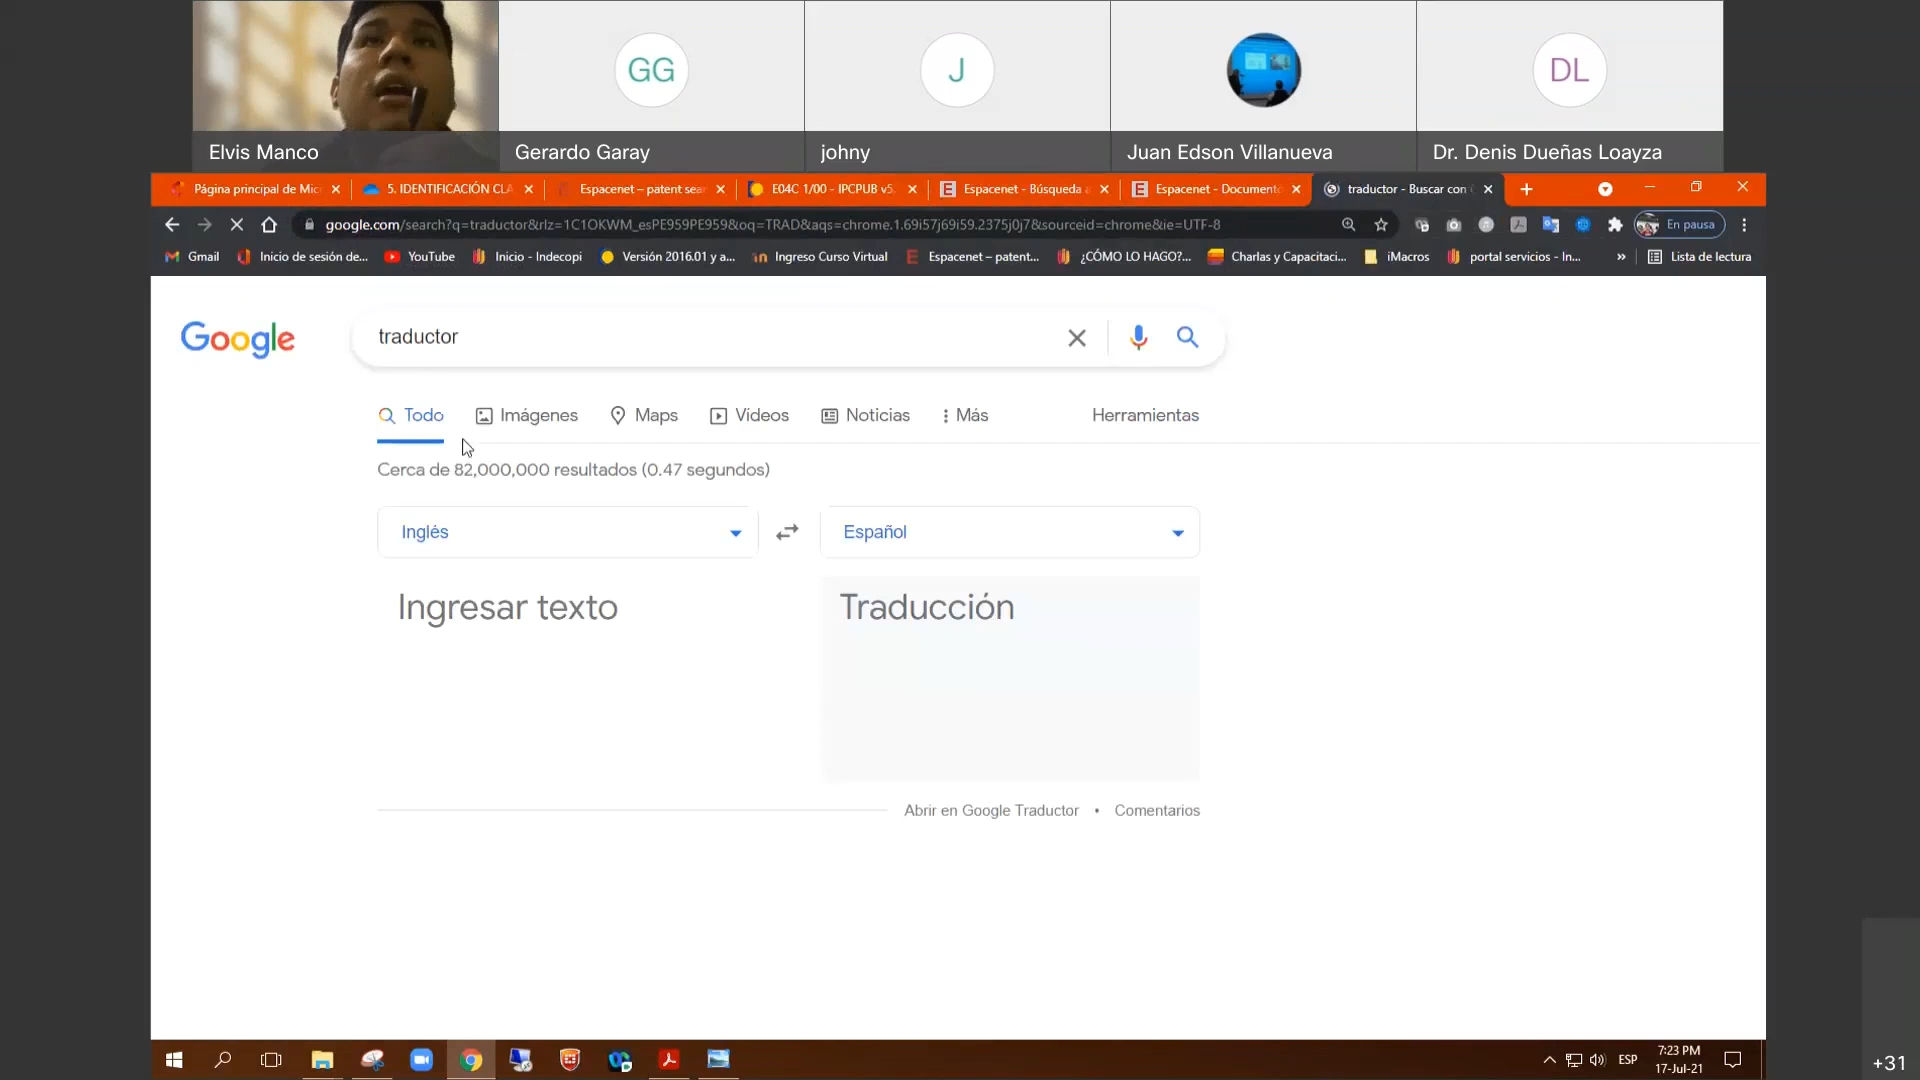 GG
J
DL
Elvis Manco
Gerardo Garay
johny
Juan Edson Villanueva
Dr. Denis Dueñas Loayza
Página principal de Mic
5. IDENTIFICACIÓN CLA
Espacenet – patent sear
E04C 1/00 - IPCPUB v5.
Espacenet - Búsqueda a
Espacenet - Documento
traductor - Buscar con
google.com/search?q=traductor&rlz=1C1OKWM_esPE959PE959&oq=TRAD&aqs=chrome.1.69i57j69i59.2375j0j7&sourceid=chrome&ie=UTF-8
En pausa
Gmail
Inicio de sesión de...
YouTube
Inicio - Indecopi
Versión 2016.01 y a...
Ingreso Curso Virtual
Espacenet – patent...
¿CÓMO LO HAGO?...
Charlas y Capacitaci...
iMacros
portal servicios - In...
»
Lista de lectura
Google
traductor
Todo
Imágenes
Maps
Videos
Noticias
Más
Herramientas
Cerca de 82,000,000 resultados (0.47 segundos)
Inglés
Español
Ingresar texto
Traducción
Abrir en Google Traductor • Comentarios
ESP
7:23 PM
17-Jul-21
+31